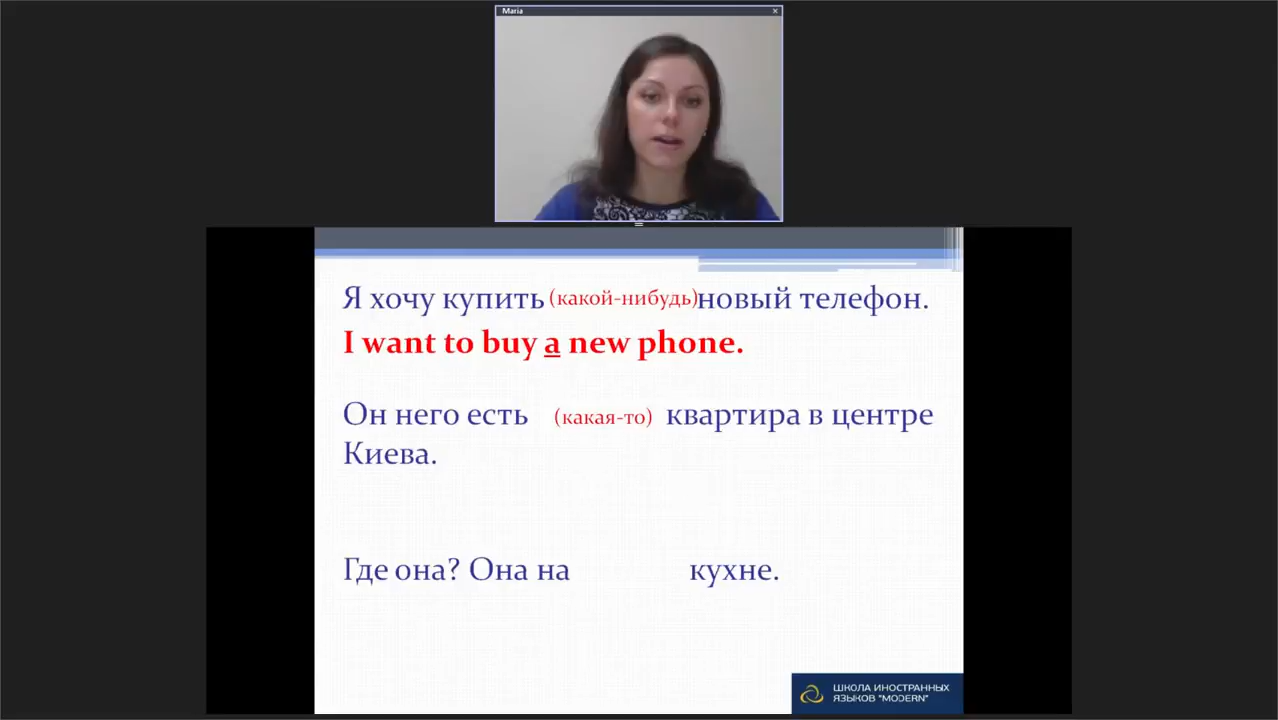 Maria
Я хочу купить (какой-нибудь)новый телефон.
I want to buy a new phone.
Он него есть (какая-то) квартира в центре
Киева.
Где она? Она на кухне.
ШКОЛА ИНОСТРАННЫХ
ЯЗЫКОВ "MODERN"